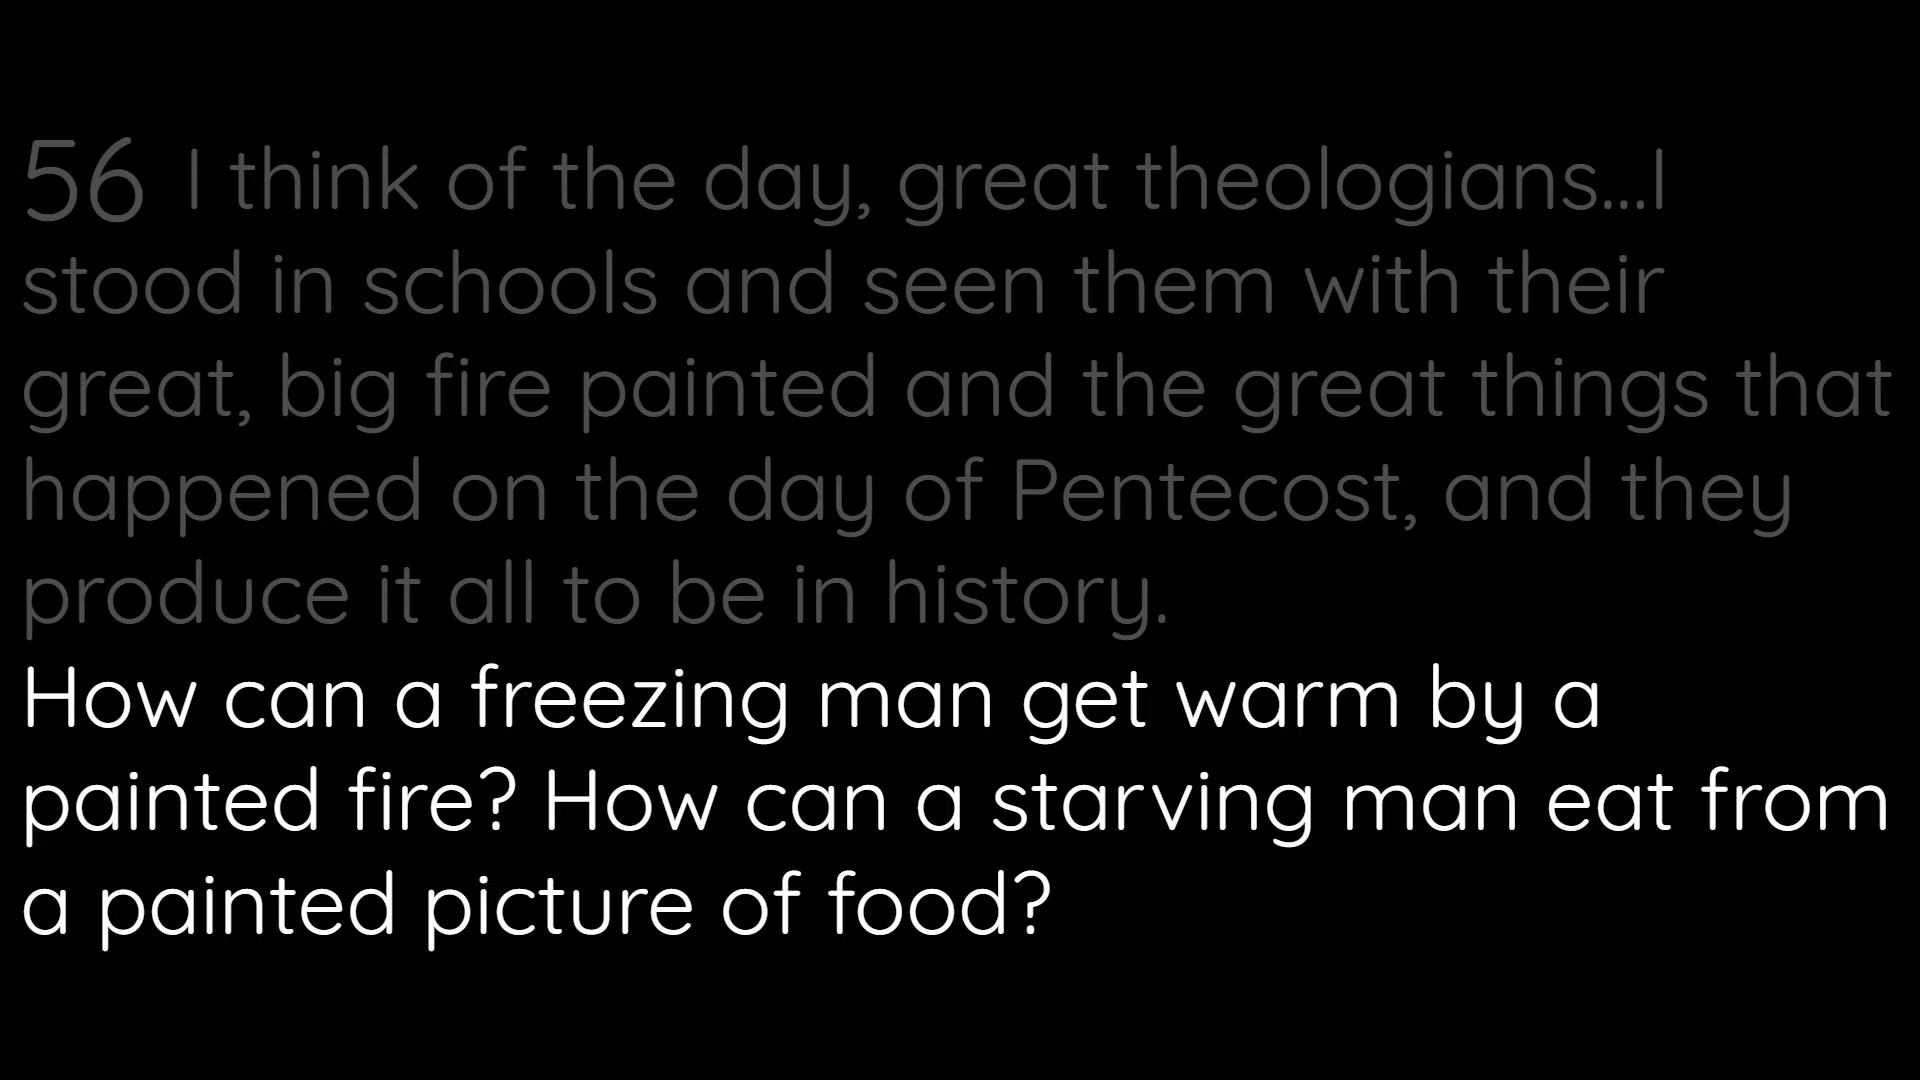 56 I think of the day, great theologians...I
stood in schools and seen them with their
great, big fire painted and the great things that
happened on the day of Pentecost, and they
produce it all to be in history.
How can a freezing man get warm by a
painted fire? How can a starving man eat from
a painted picture of food?